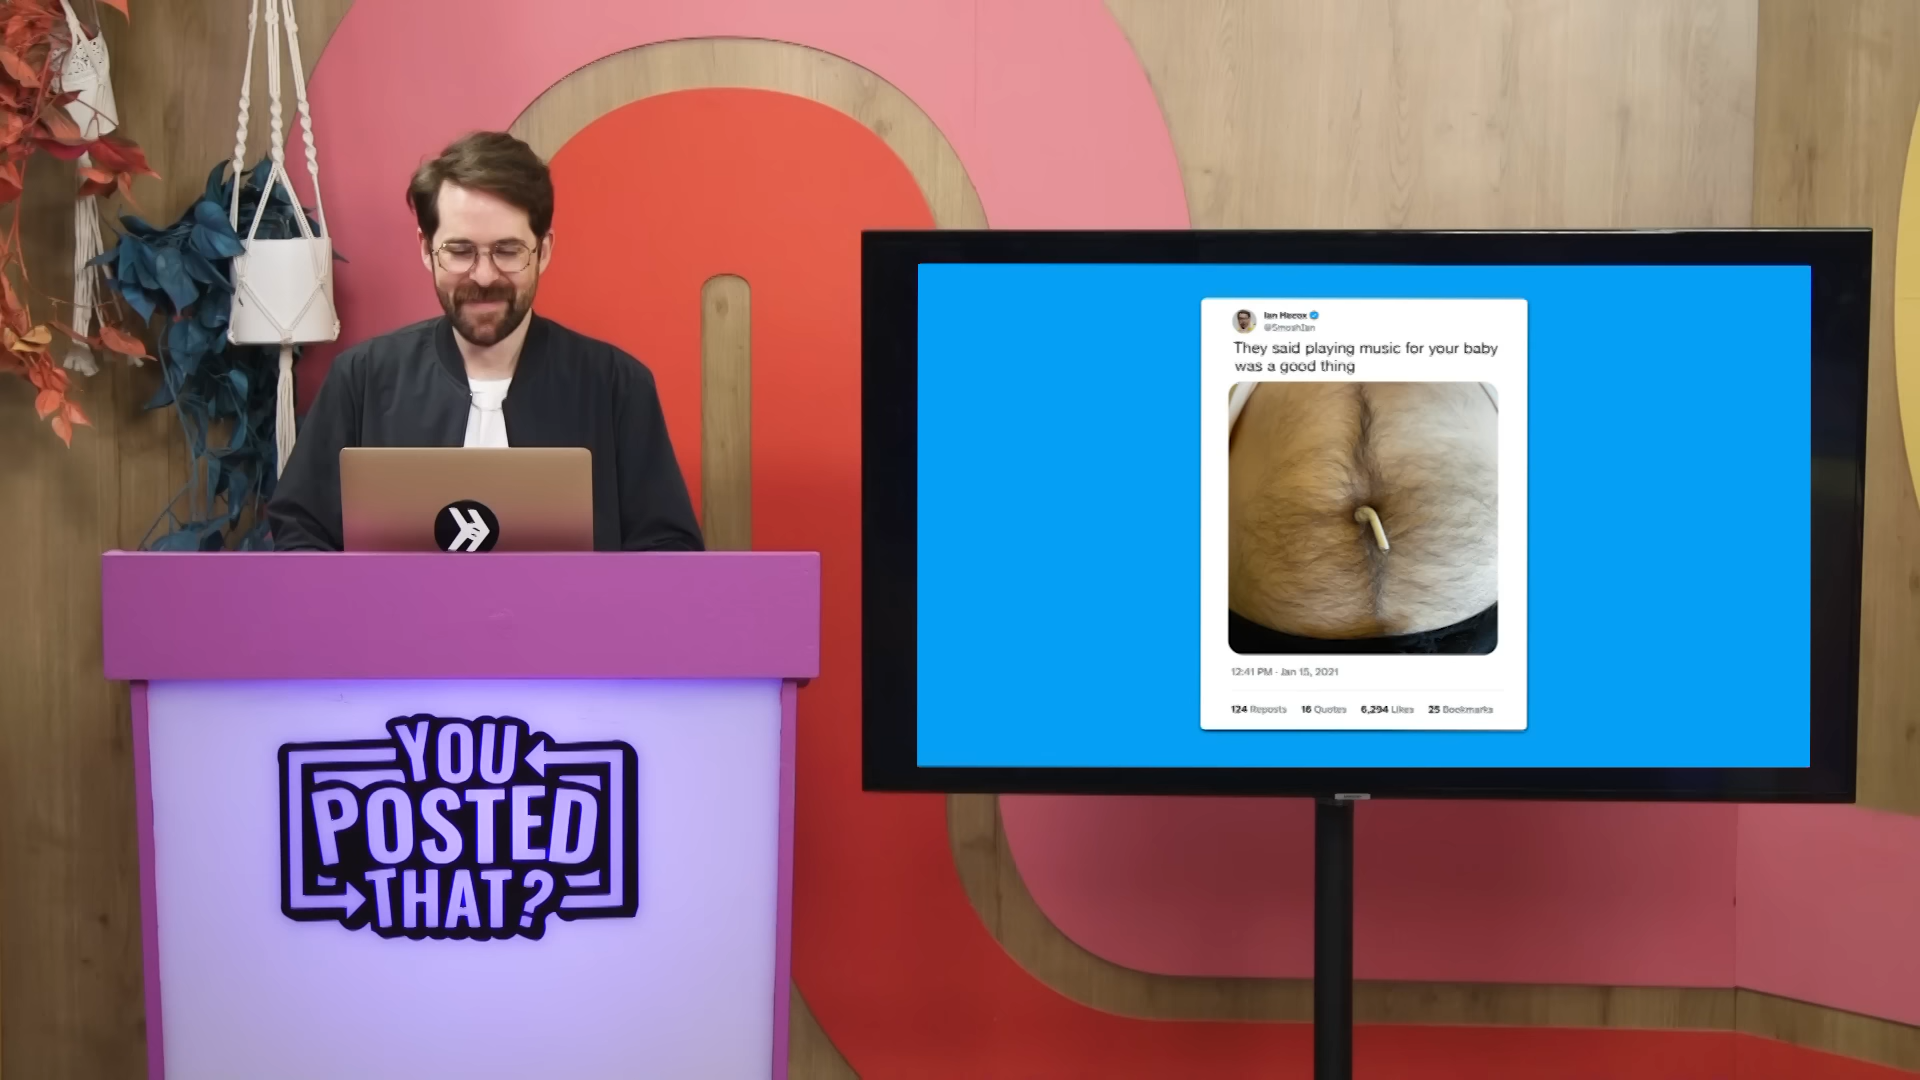 Ian Hecox
@SmoshIan
They said playing music for your baby
was a good thing
12:41 PM · Jan 15, 2021
124 Reposts 16 Quotes 6,294 Likes 25 Bookmarks
YOU
POSTED
THAT?